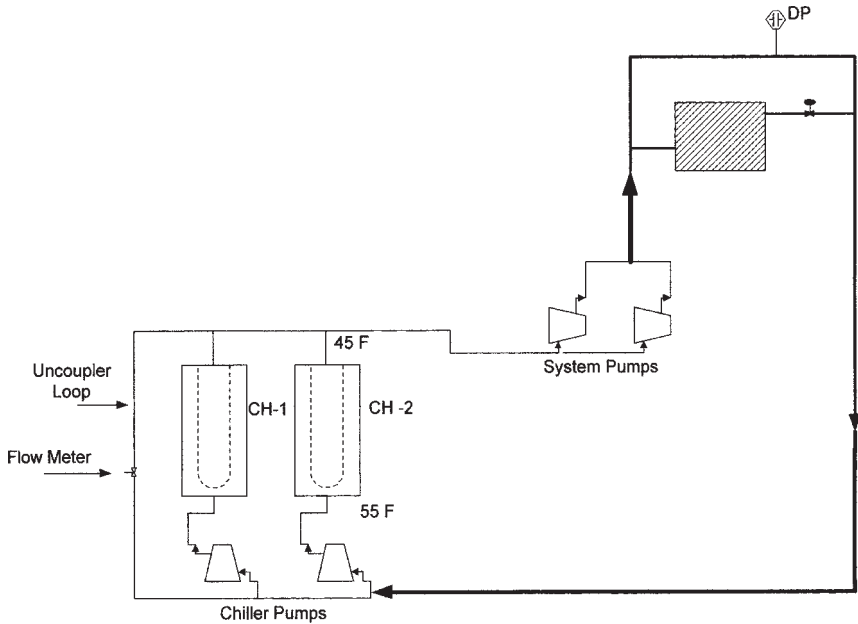 DP
45 F
System Pumps
Uncoupler
Loop
CH-1
CH -2
Flow Meter
55 F
Chiller Pumps